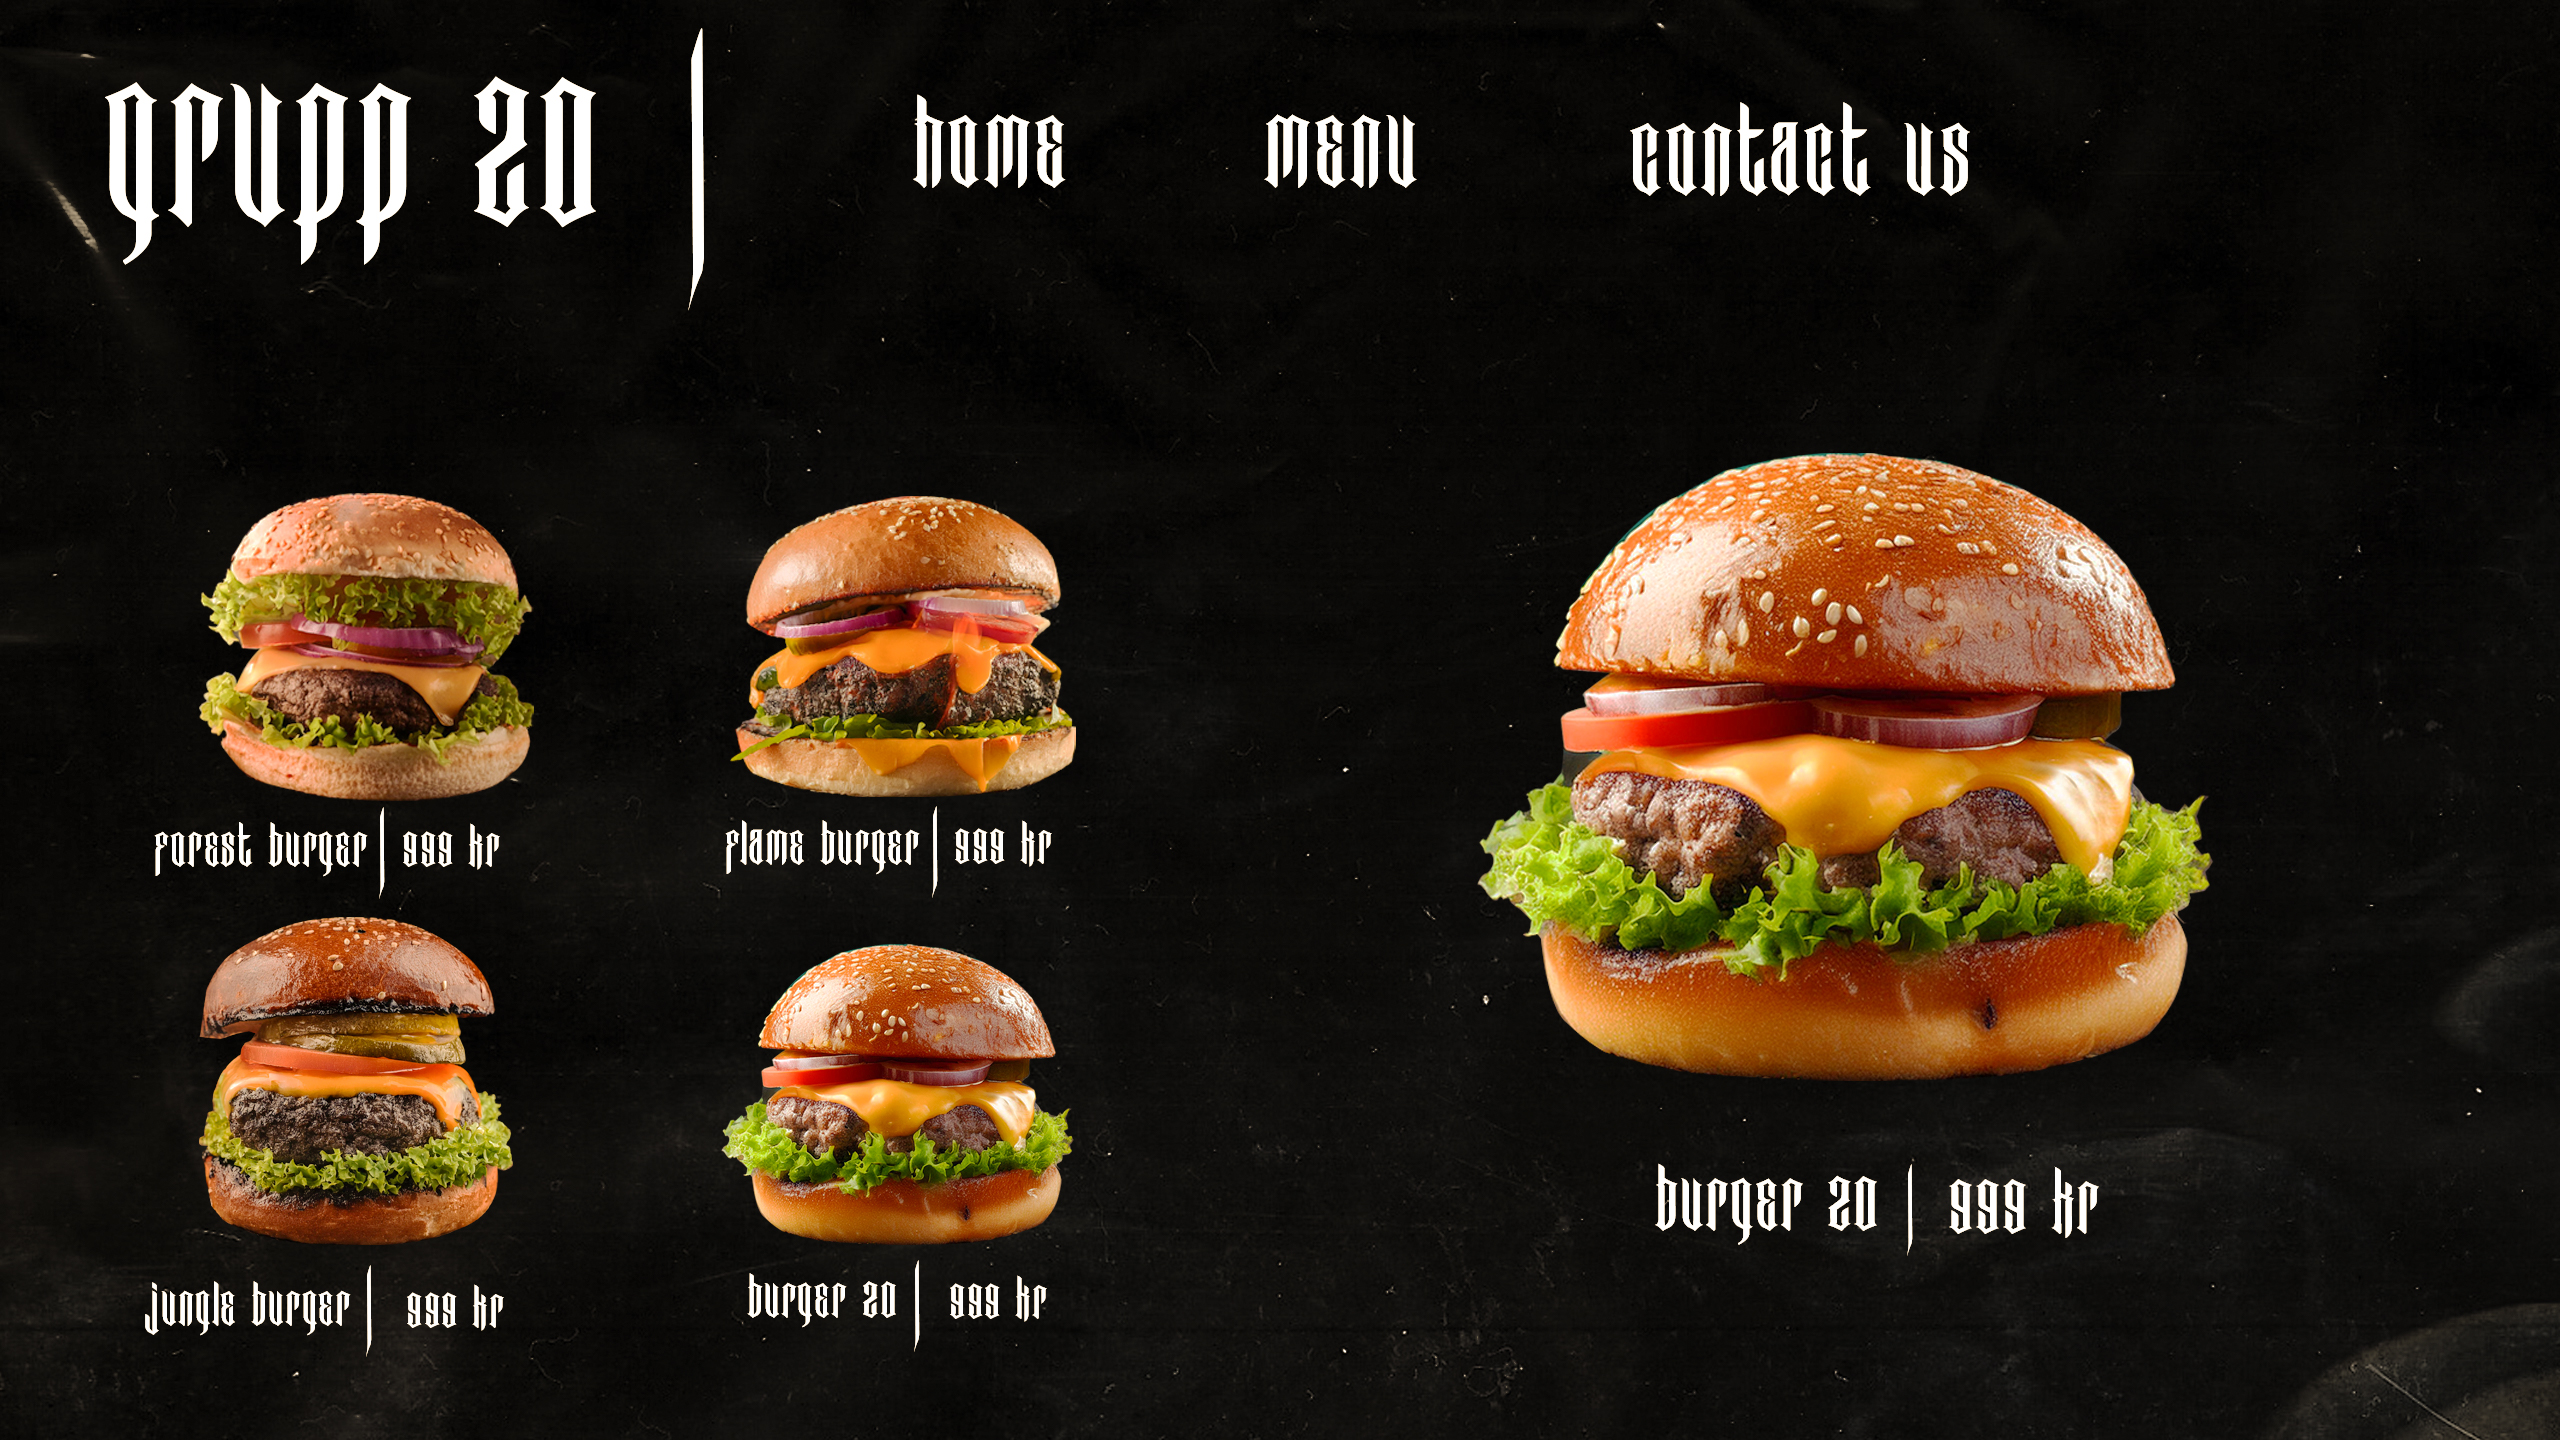 grupp 20 |
home
menu
contact us
forest burger | 999 kr
flame burger | 999 kr
jungle burger | 999 kr
burger 20 | 999 kr
burger 20 | 999 kr